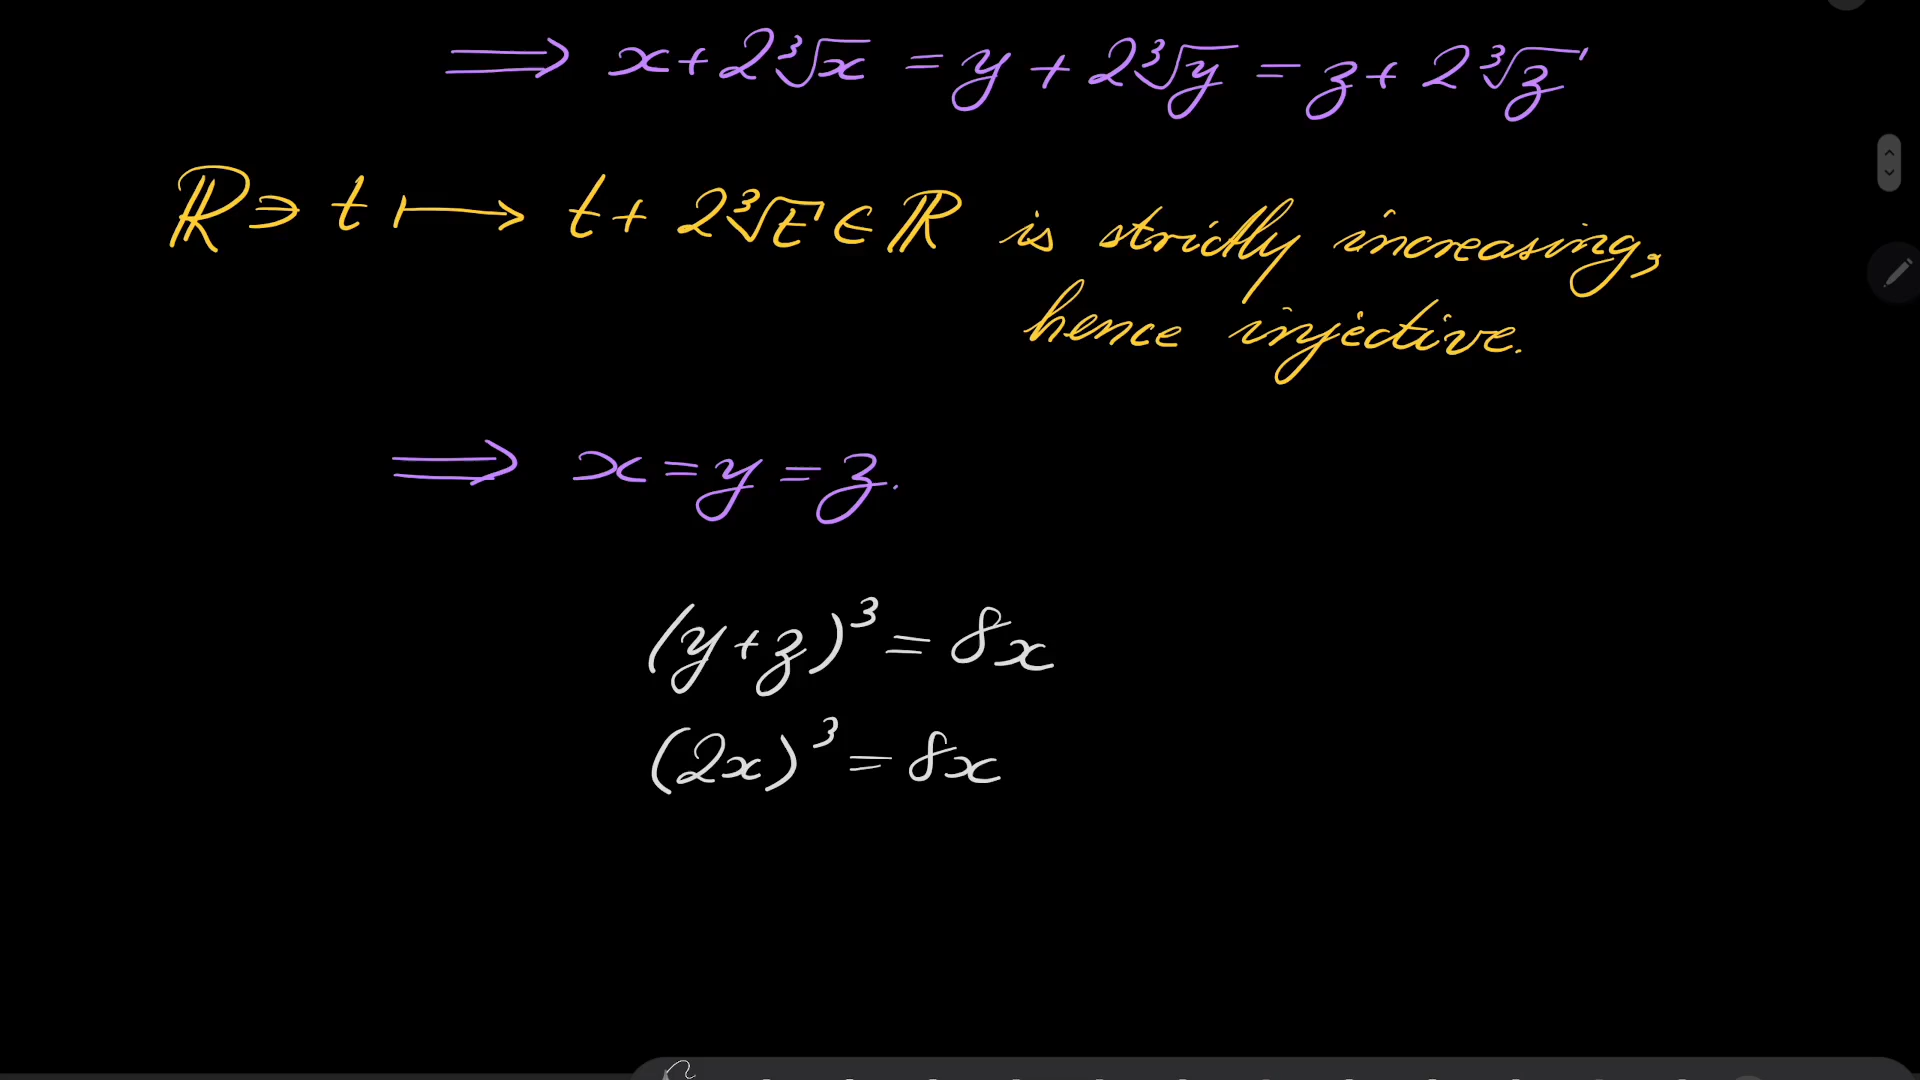 ⟹ x + 2∛x = y + 2∛y = z + 2∛z
ℝ ∋ t ⟼ t + 2∛t ∈ ℝ is strictly increasing,
hence injective.
⟹ x = y = z.
(y + z)³ = 8x
(2x)³ = 8x